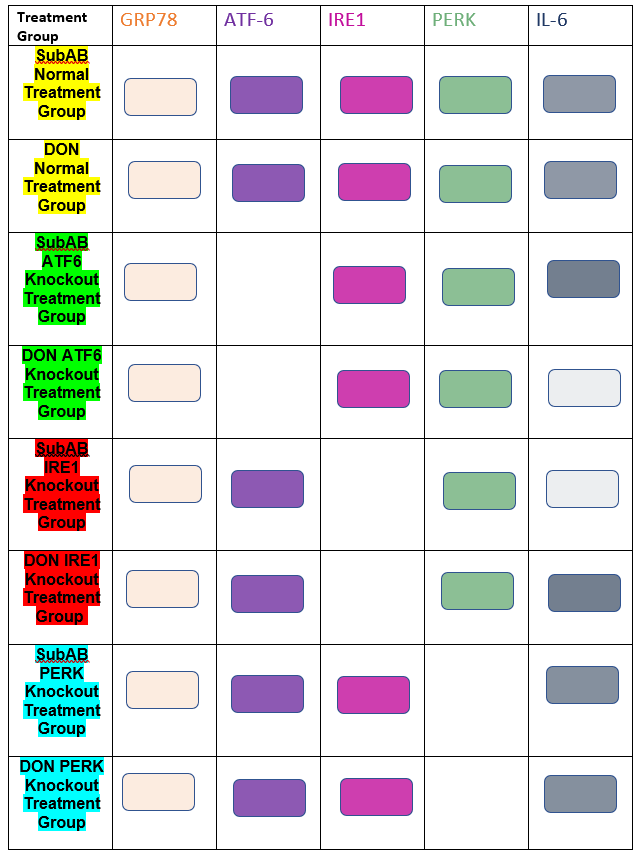 Treatment
Group
GRP78
ATF-6
IRE1
PERK
IL-6
SubAB
Normal
Treatment
Group
DON
Normal
Treatment
Group
SubAB
ATF6
Knockout
Treatment
Group
DON ATF6
Knockout
Treatment
Group
SubAB
IRE1
Knockout
Treatment
Group
DON IRE1
Knockout
Treatment
Group
SubAB
PERK
Knockout
Treatment
Group
DON PERK
Knockout
Treatment
Group